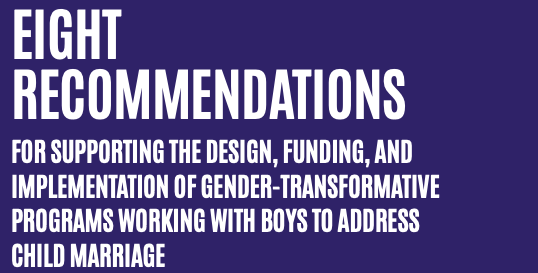 EIGHT
RECOMMENDATIONS
FOR SUPPORTING THE DESIGN, FUNDING, AND
IMPLEMENTATION OF GENDER-TRANSFORMATIVE
PROGRAMS WORKING WITH BOYS TO ADDRESS
CHILD MARRIAGE